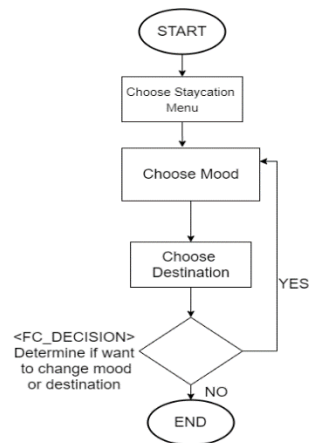 START
Choose Staycation
Menu
Choose Mood
Choose
Destination
YES
<FC_DECISION>
Determine if want
to change mood
or destination
NO
END